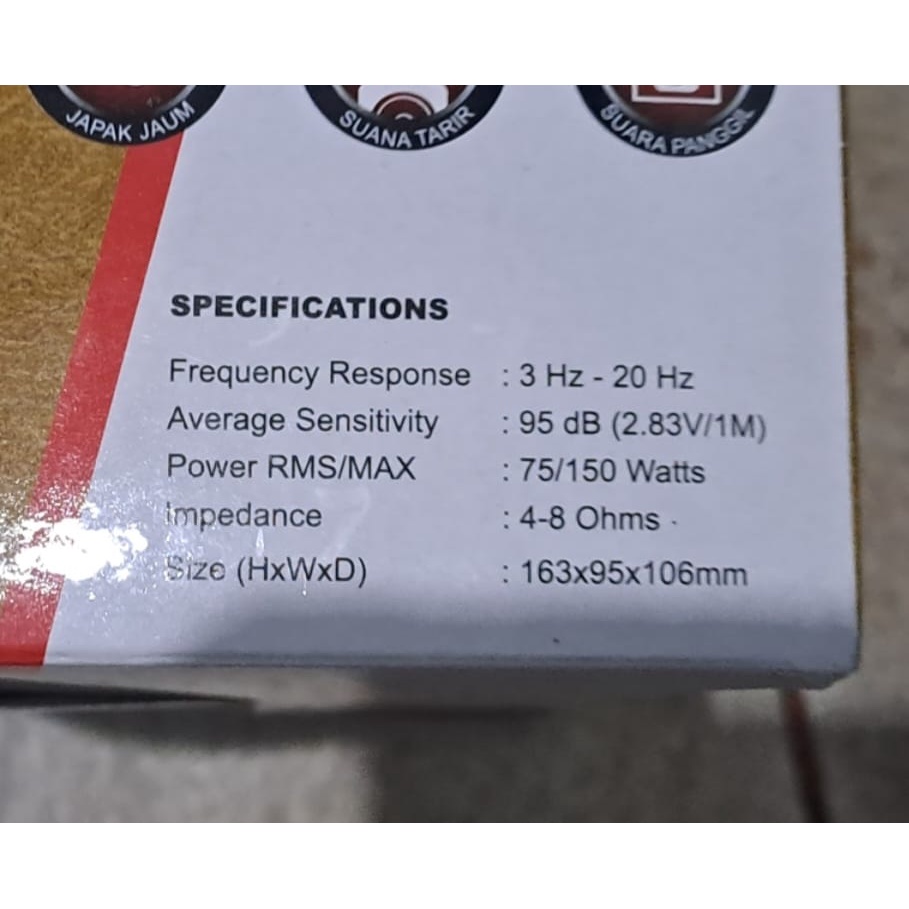 JAPAK JAUM
SUANA TARIR
SUARA PANGGIL
SPECIFICATIONS
Frequency Response : 3 Hz - 20 Hz
Average Sensitivity : 95 dB (2.83V/1M)
Power RMS/MAX : 75/150 Watts
Impedance : 4-8 Ohms
Size (HxWxD) : 163x95x106mm